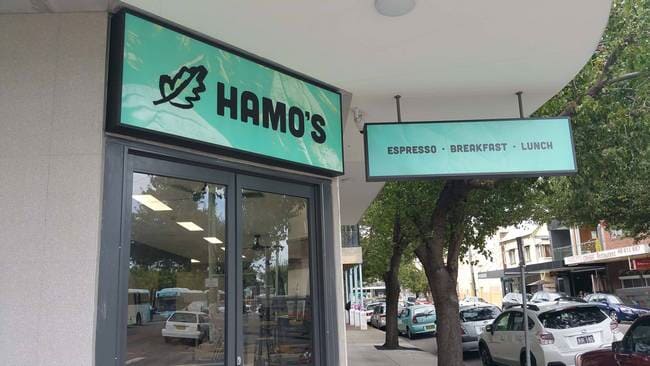 HAMO'S
ESPRESSO · BREAKFAST · LUNCH